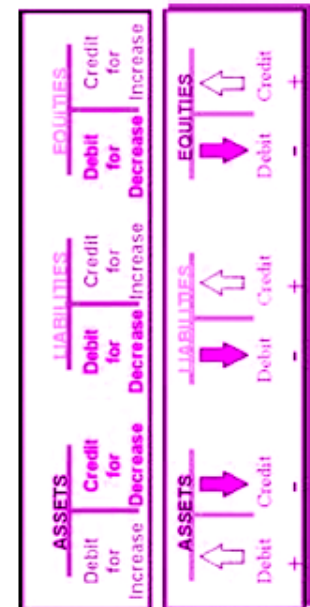 ASSETS
Debit for Increase
Credit for Decrease
LIABILITIES
Debit for Decrease
Credit for Increase
EQUITIES
Debit for Decrease
Credit for Increase
ASSETS
Debit Credit
+ -
LIABILITIES
Debit Credit
- +
EQUITIES
Debit Credit
- +